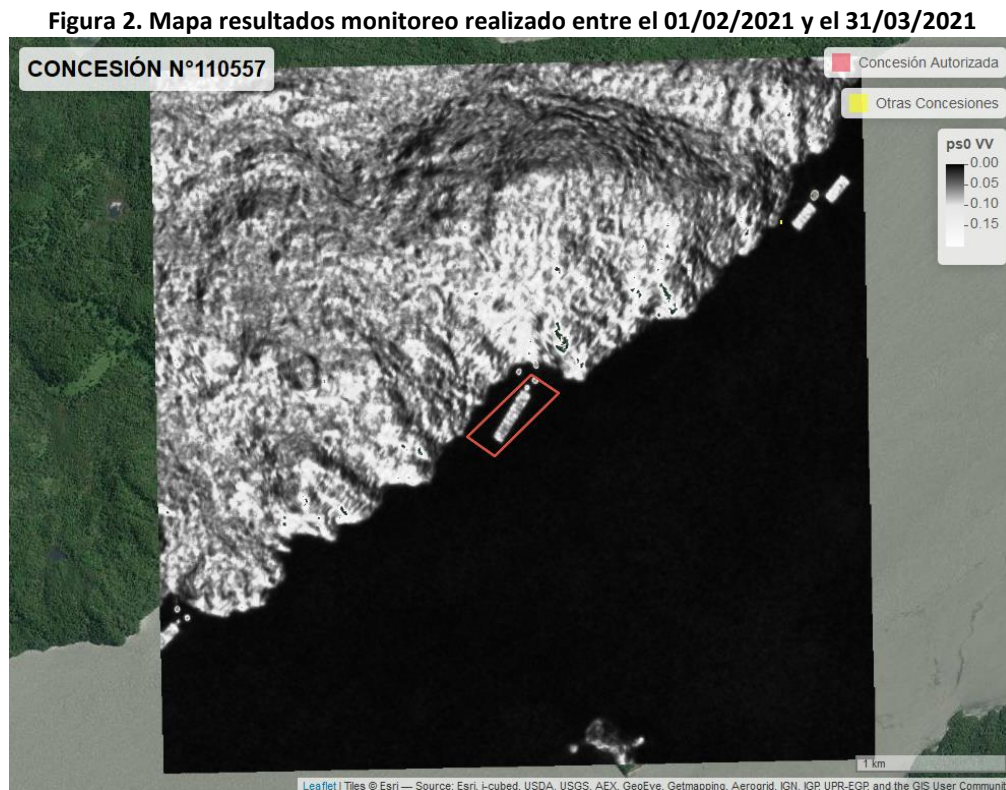 Figura 2. Mapa resultados monitoreo realizado entre el 01/02/2021 y el 31/03/2021
CONCESIÓN N°110557
Concesión Autorizada
Otras Concesiones
ps0 VV
0.00
0.05
0.10
0.15
1 km
Leaflet | Tiles © Esri — Source: Esri, i-cubed, USDA, USGS, AEX, GeoEye, Getmapping, Aerogrid, IGN, IGP, UPR-EGP, and the GIS User Communit